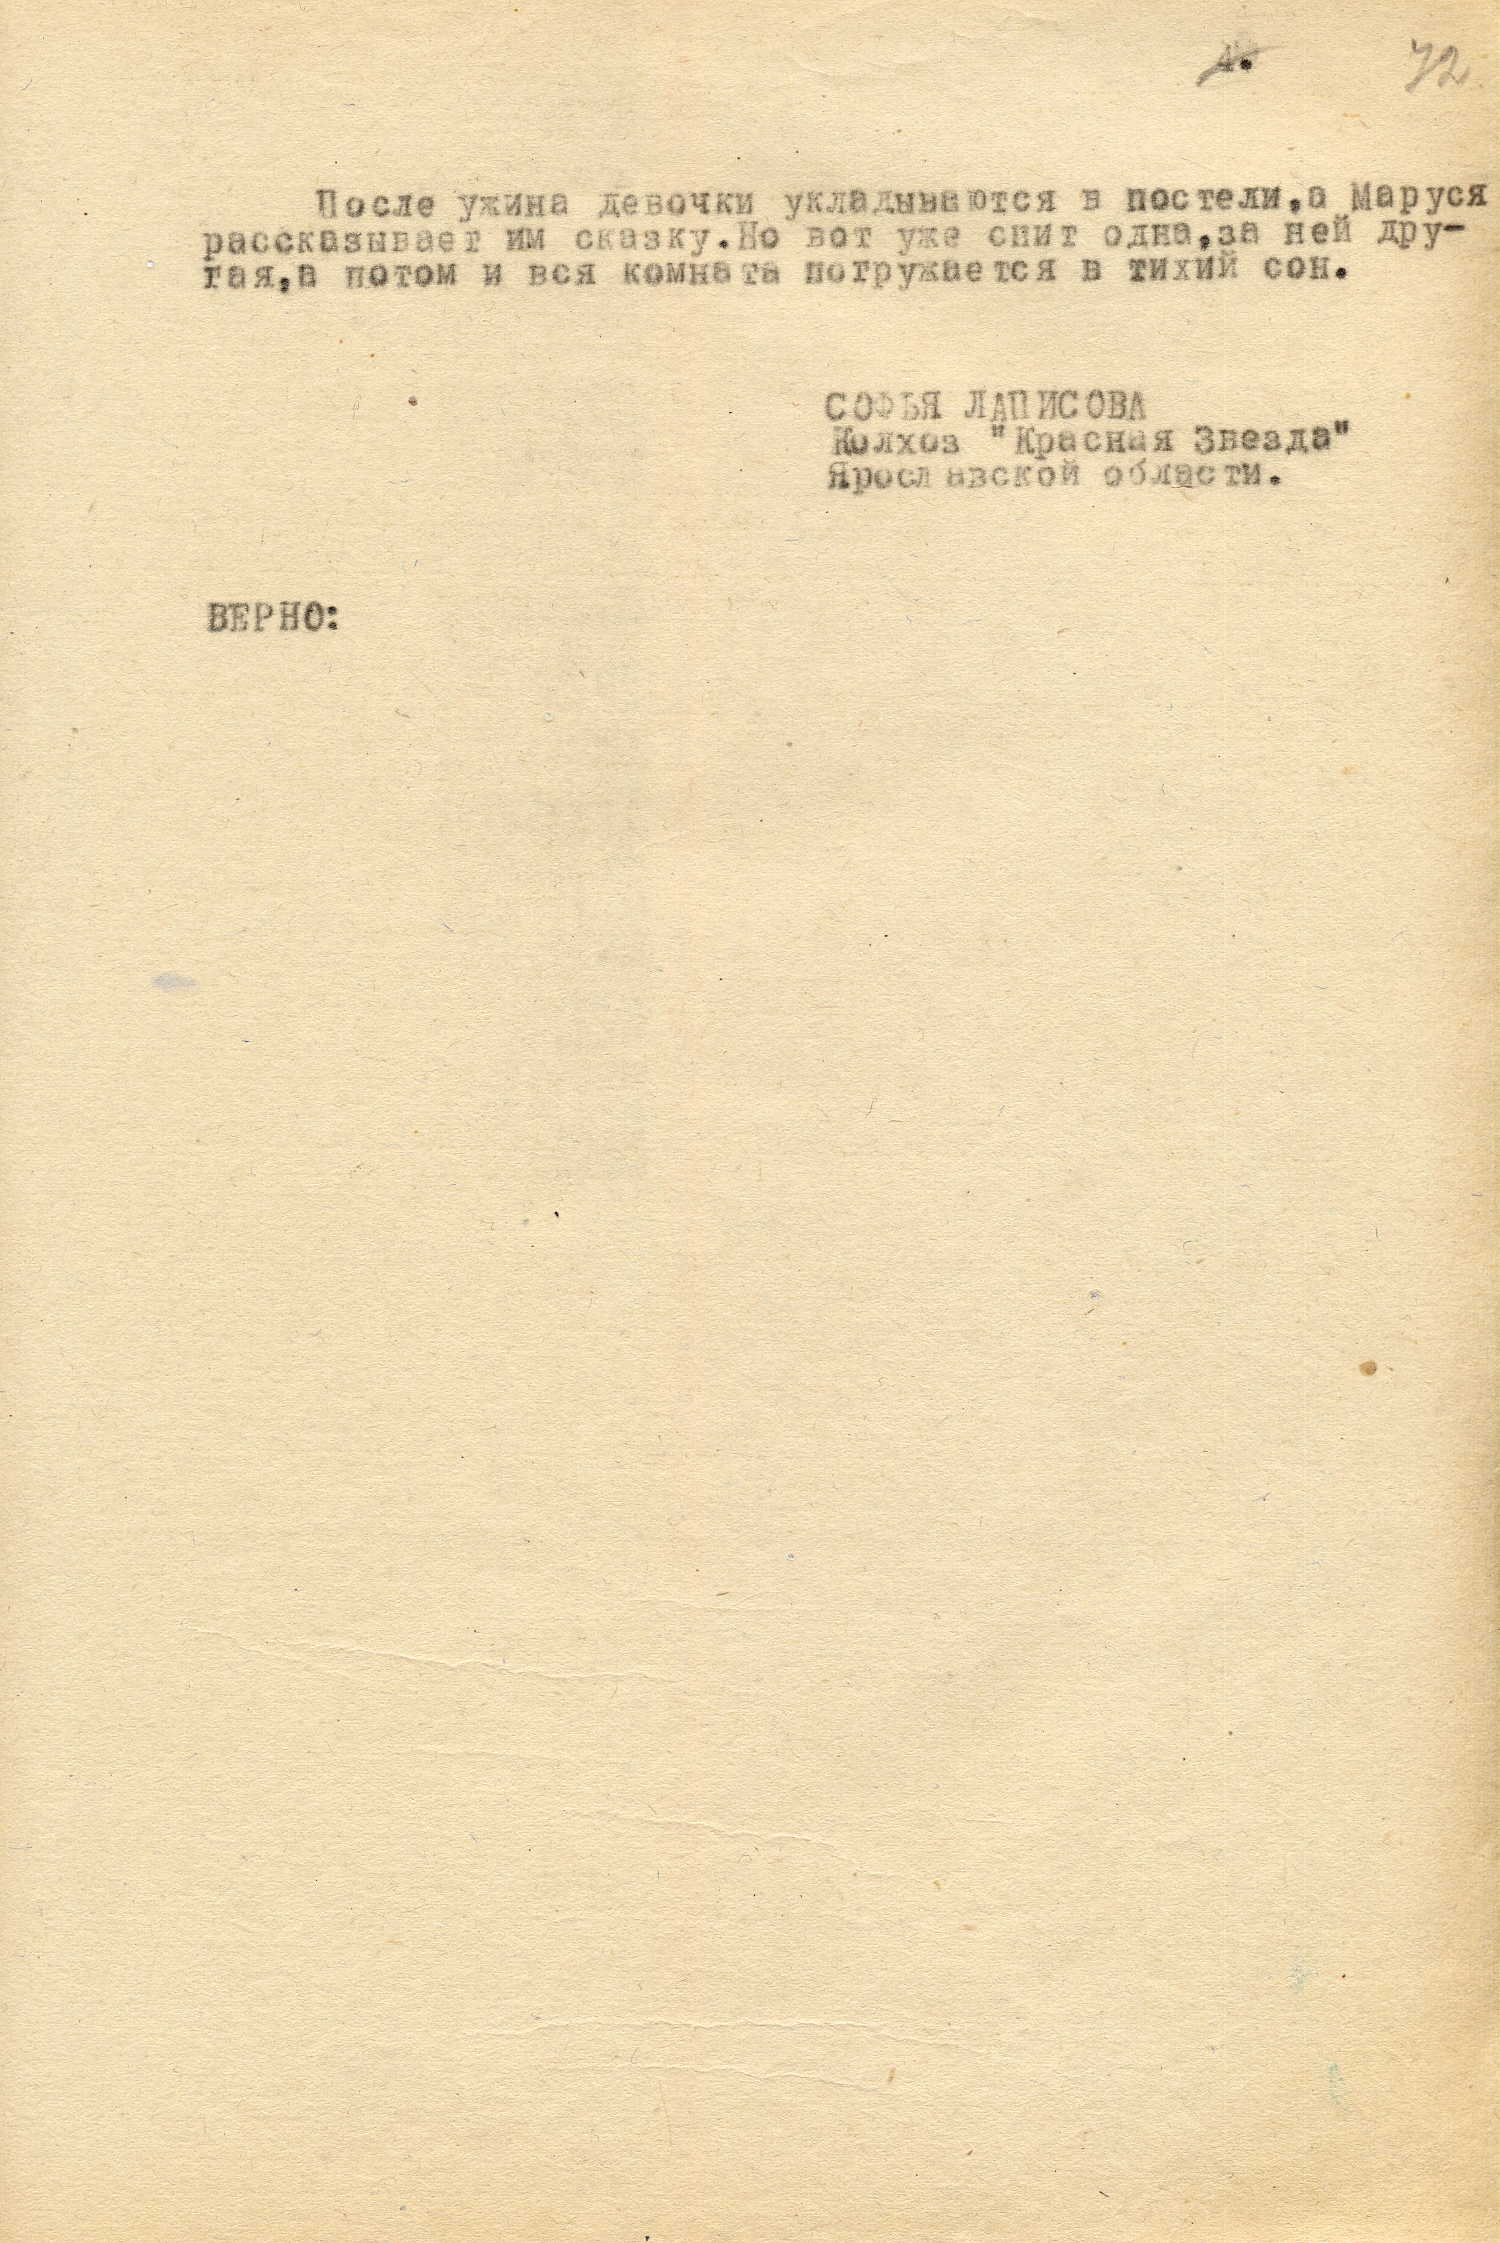 4.
72
После ужина девочки укладываются в постели,а Маруся
рассказывает им сказку.Но вот уже спит одна,за ней дру-
гая,а потом и вся комната погружается в тихий сон.
СОФЬЯ ЛАПИСОВА
Колхоз "Красная Звезда"
Ярославской области.
ВЕРНО: